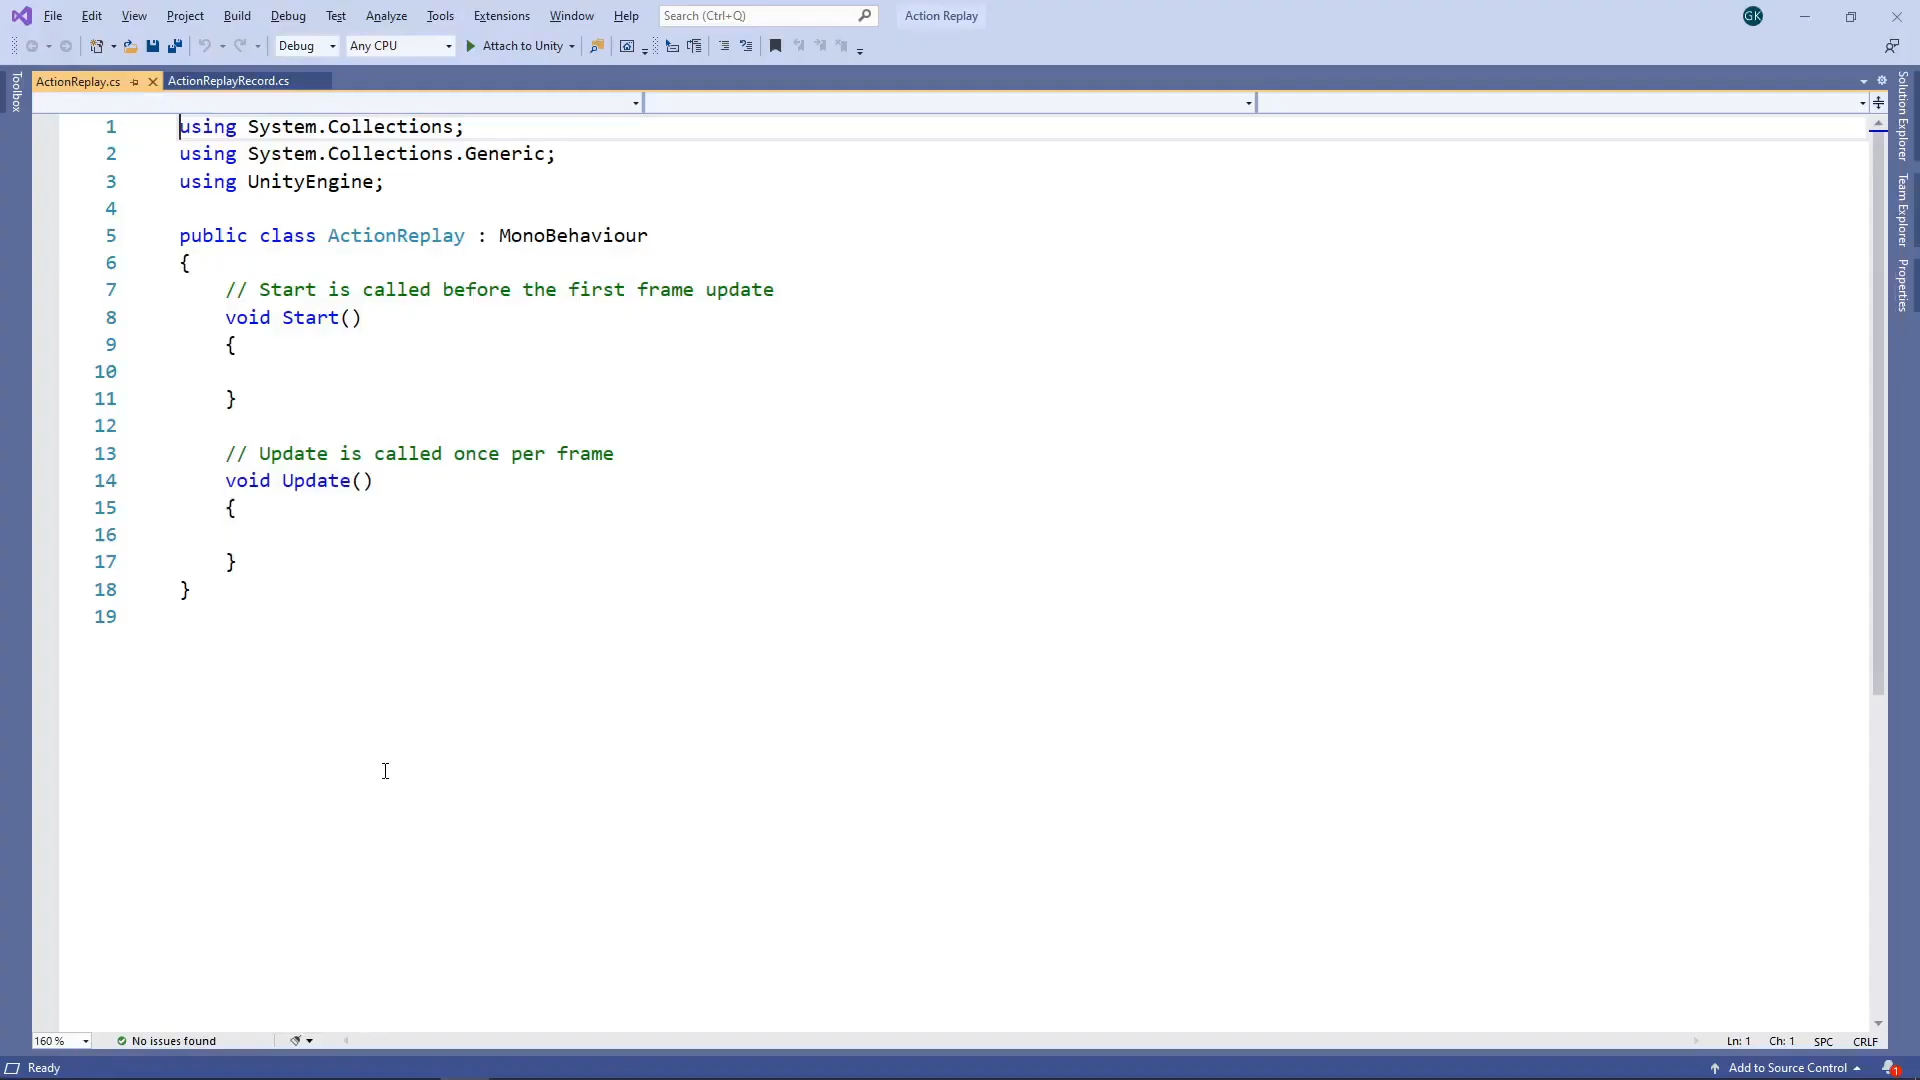 File Edit View Project Build Debug Test Analyze Tools Extensions Window Help Search (Ctrl+Q) Action Replay GK
Debug Any CPU Attach to Unity
Toolbox
ActionReplay.cs ActionReplayRecord.cs
1 using System.Collections;
2 using System.Collections.Generic;
3 using UnityEngine;
4
5 public class ActionReplay : MonoBehaviour
6 {
7 // Start is called before the first frame update
8 void Start()
9 {
10
11 }
12
13 // Update is called once per frame
14 void Update()
15 {
16
17 }
18 }
19
Solution Explorer
Team Explorer
Properties
160 % No issues found Ln: 1 Ch: 1 SPC CRLF
Ready Add to Source Control 1